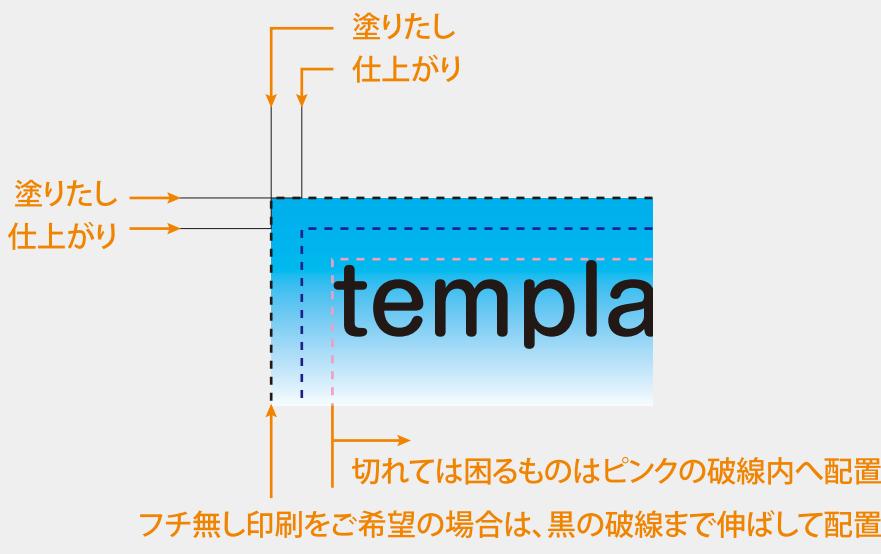 塗りたし
仕上がり
塗りたし
仕上がり
templa
切れては困るものはピンクの破線内へ配置
フチ無し印刷をご希望の場合は、黒の破線まで伸ばして配置